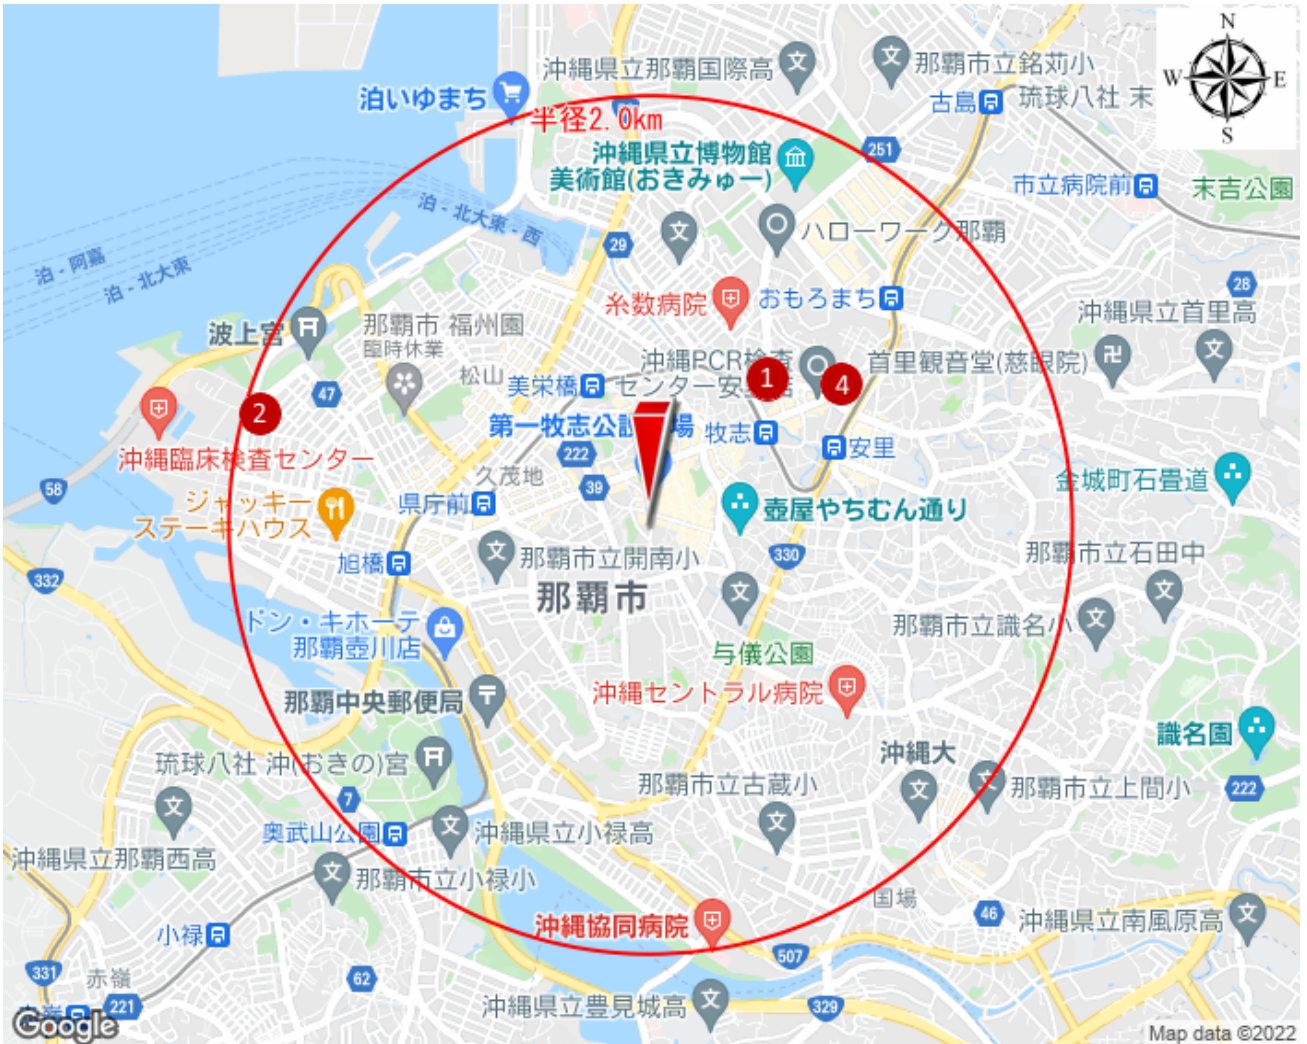 N
W
E
S
沖縄県立那覇国際高
那覇市立銘苅小
泊いゆまち
古島
琉球八社 末
半径2.0km
沖縄県立博物館
美術館(おきみゅー)
251
市立病院前
末吉公園
泊 - 北大東 - 西
ハローワーク那覇
29
泊 - 阿嘉
泊 - 北大東
糸数病院
おもろまち
28
沖縄県立首里高
波上宮
那覇市 福州園
臨時休業
沖縄PCR検査
センター安
首里観音堂(慈眼院)
松山
美栄橋
1
4
47
2
第一牧志公設
場
牧志
安里
222
沖縄臨床検査センター
久茂地
39
58
金城町石畳道
ジャッキー
ステーキハウス
県庁前
壺屋やちむん通り
那覇市立開南小
330
那覇市立石田中
332
旭橋
那覇市
ドン・キホーテ
那覇壺川店
那覇市立識名小
与儀公園
那覇中央郵便局
沖縄セントラル病院
識名園
琉球八社 沖(おきの)宮
沖縄大
那覇市立古蔵小
那覇市立上間小
222
7
奥武山公園
沖縄県立小禄高
沖縄県立那覇西高
那覇市立小禄小
国場
46
沖縄県立南風原高
沖縄協同病院
小禄
507
331
赤嶺
62
221
沖縄県立豊見城高
329
Google
Map data ©2022